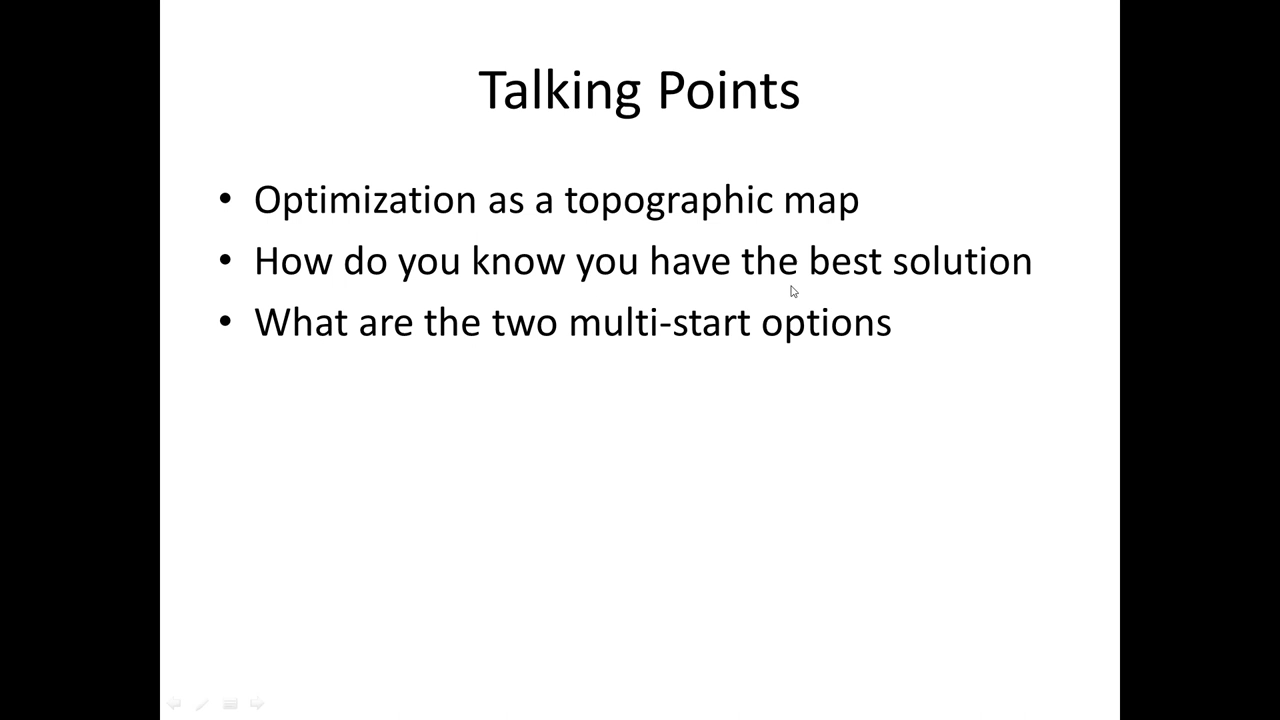 Talking Points
• Optimization as a topographic map
• How do you know you have the best solution
• What are the two multi-start options